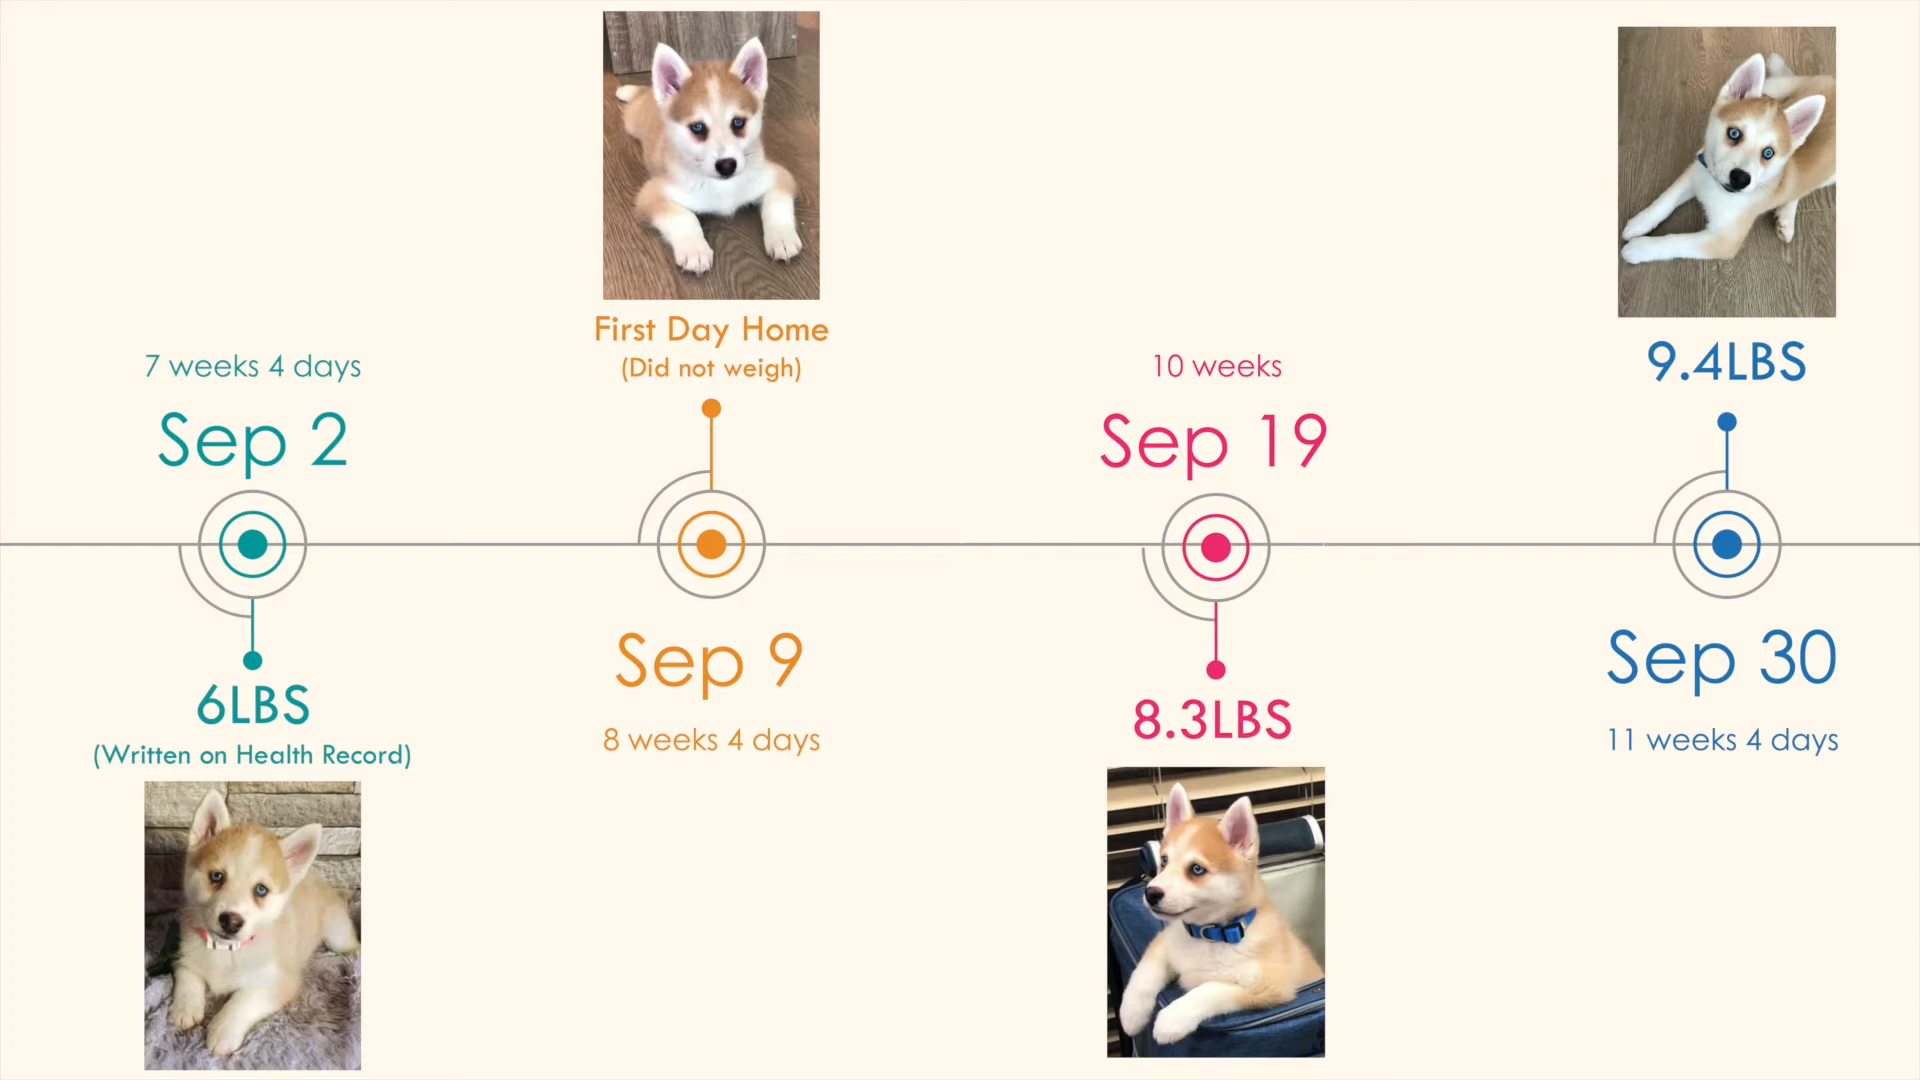 7 weeks 4 days
Sep 2
6LBS
(Written on Health Record)
First Day Home
(Did not weigh)
Sep 9
8 weeks 4 days
10 weeks
Sep 19
8.3LBS
9.4LBS
Sep 30
11 weeks 4 days